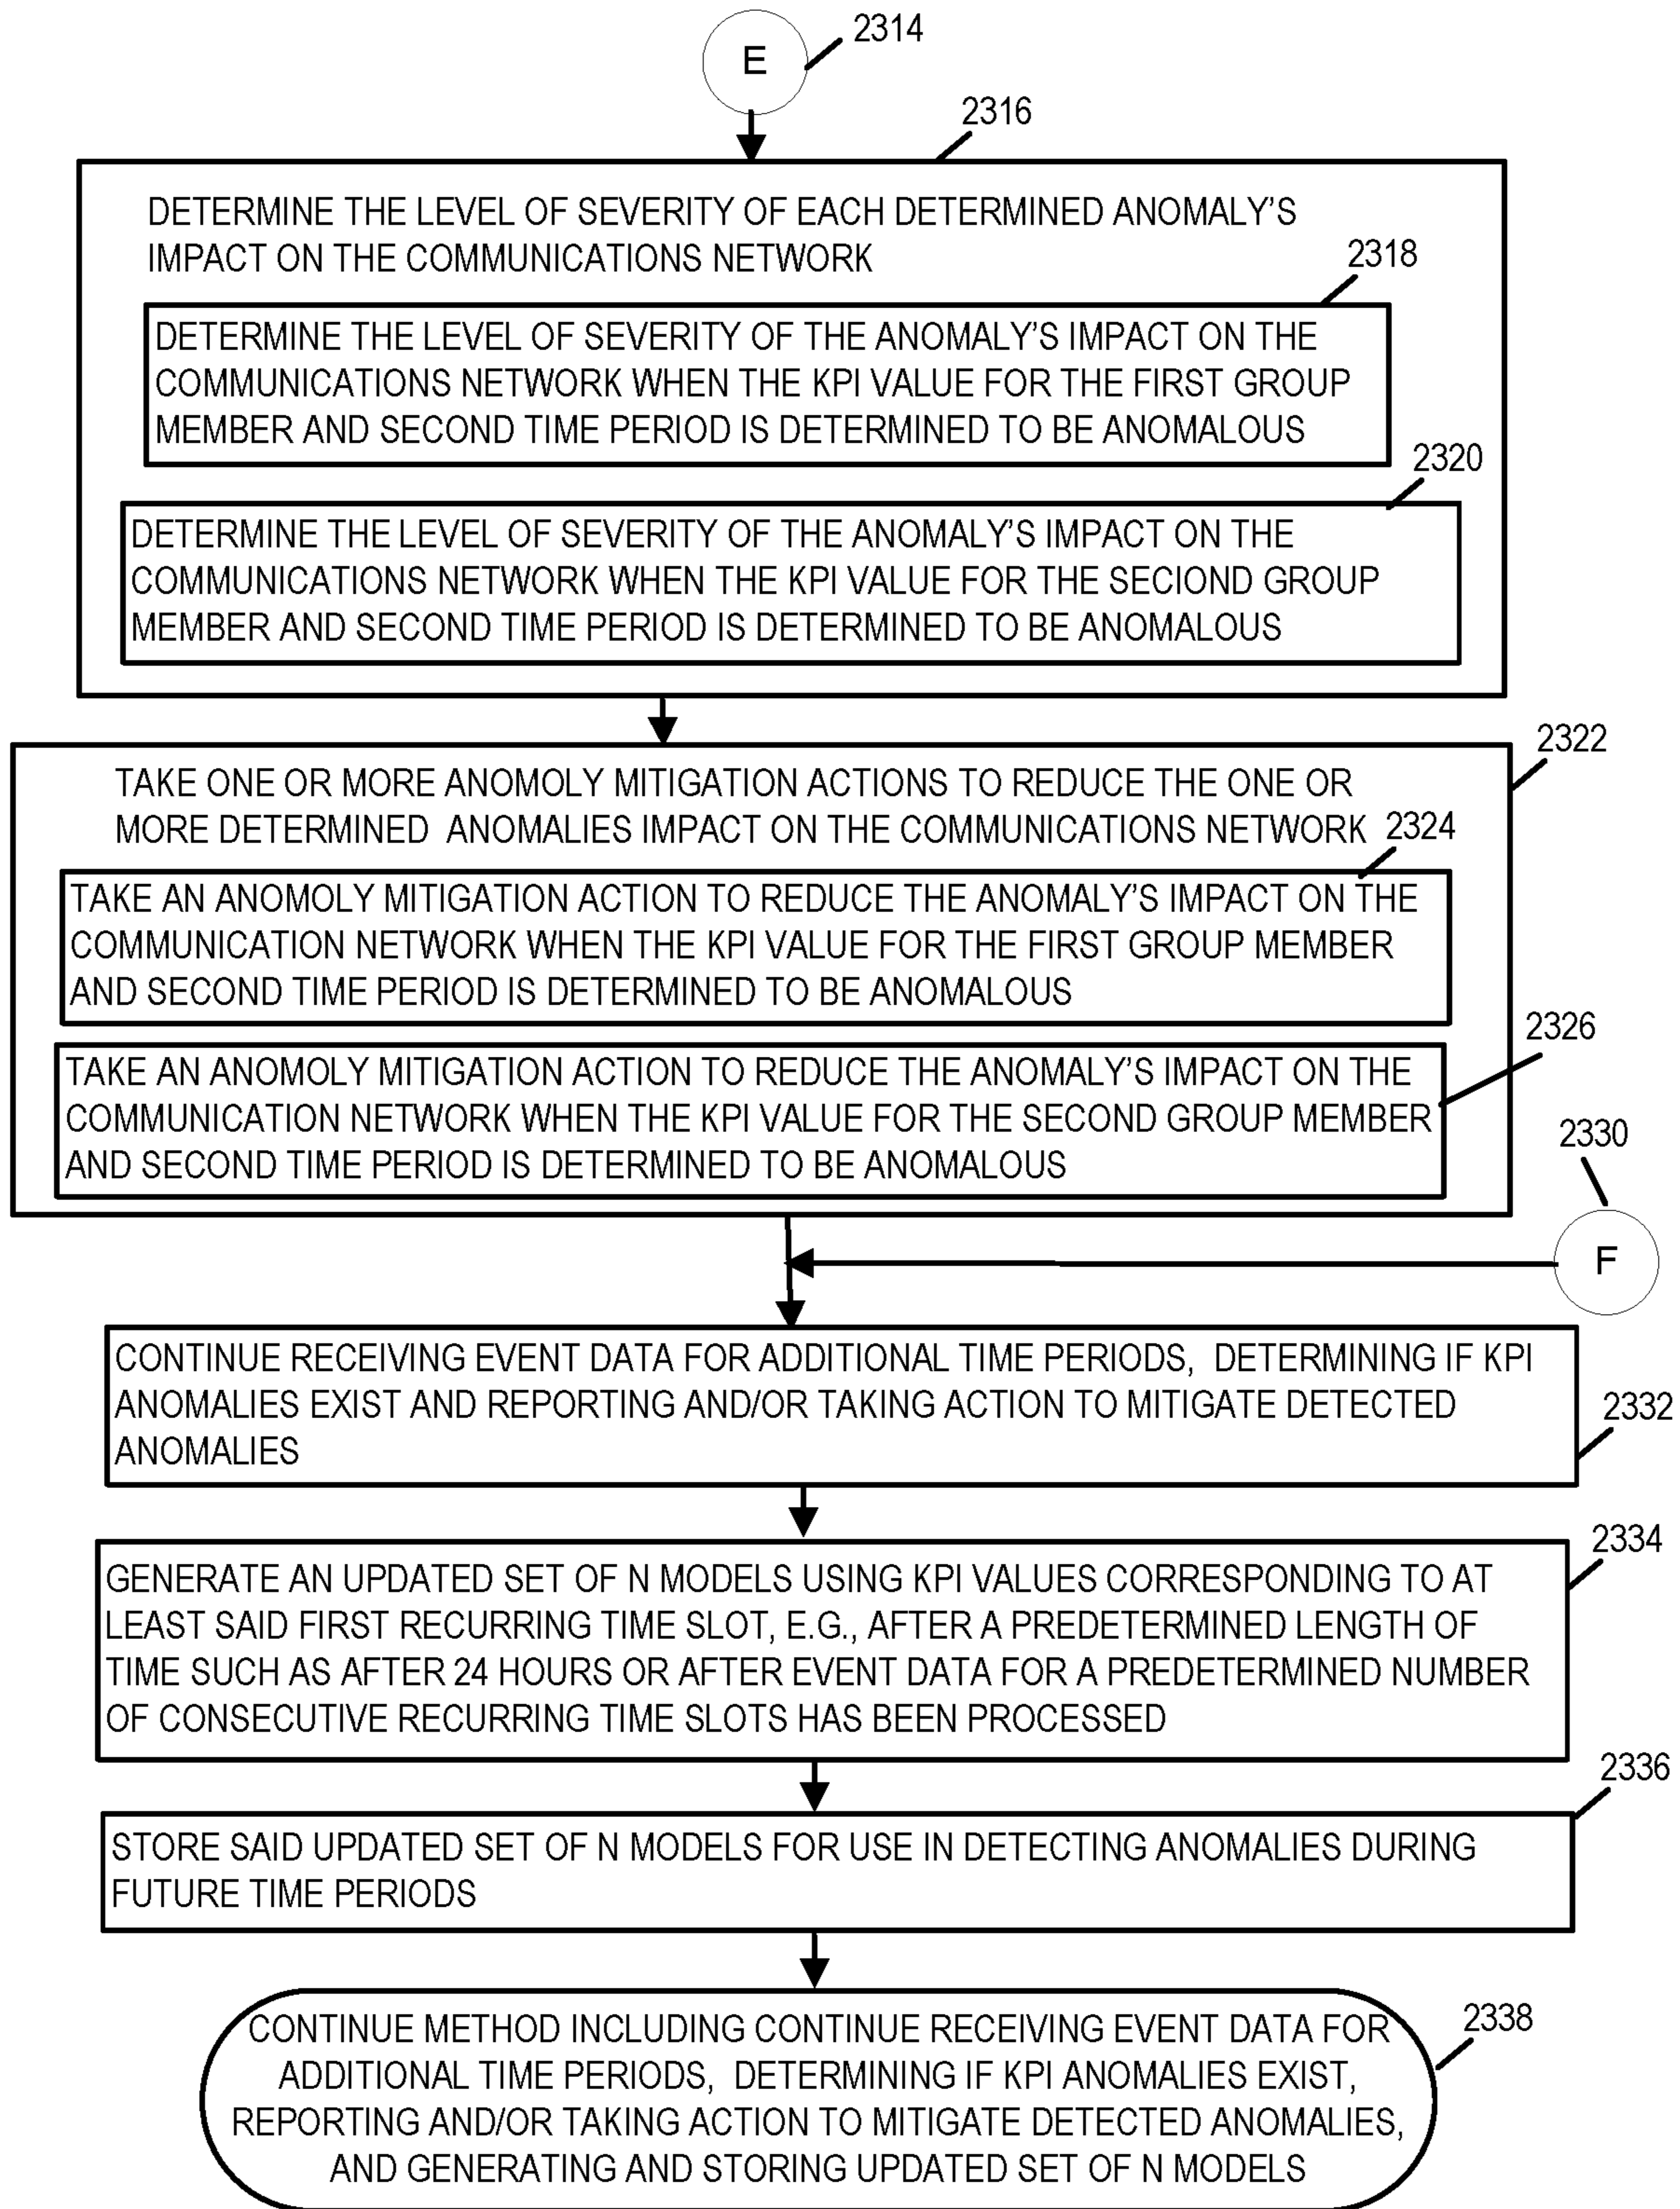 E
2314
2316
DETERMINE THE LEVEL OF SEVERITY OF EACH DETERMINED ANOMALY'S
IMPACT ON THE COMMUNICATIONS NETWORK
2318
DETERMINE THE LEVEL OF SEVERITY OF THE ANOMALY'S IMPACT ON THE
COMMUNICATIONS NETWORK WHEN THE KPI VALUE FOR THE FIRST GROUP
MEMBER AND SECOND TIME PERIOD IS DETERMINED TO BE ANOMALOUS
2320
DETERMINE THE LEVEL OF SEVERITY OF THE ANOMALY'S IMPACT ON THE
COMMUNICATIONS NETWORK WHEN THE KPI VALUE FOR THE SECIOND GROUP
MEMBER AND SECOND TIME PERIOD IS DETERMINED TO BE ANOMALOUS
2322
TAKE ONE OR MORE ANOMOLY MITIGATION ACTIONS TO REDUCE THE ONE OR
MORE DETERMINED ANOMALIES IMPACT ON THE COMMUNICATIONS NETWORK
2324
TAKE AN ANOMOLY MITIGATION ACTION TO REDUCE THE ANOMALY'S IMPACT ON THE
COMMUNICATION NETWORK WHEN THE KPI VALUE FOR THE FIRST GROUP MEMBER
AND SECOND TIME PERIOD IS DETERMINED TO BE ANOMALOUS
2326
TAKE AN ANOMOLY MITIGATION ACTION TO REDUCE THE ANOMALY'S IMPACT ON THE
COMMUNICATION NETWORK WHEN THE KPI VALUE FOR THE SECOND GROUP MEMBER
AND SECOND TIME PERIOD IS DETERMINED TO BE ANOMALOUS
2330
F
CONTINUE RECEIVING EVENT DATA FOR ADDITIONAL TIME PERIODS, DETERMINING IF KPI
ANOMALIES EXIST AND REPORTING AND/OR TAKING ACTION TO MITIGATE DETECTED
ANOMALIES
2332
2334
GENERATE AN UPDATED SET OF N MODELS USING KPI VALUES CORRESPONDING TO AT
LEAST SAID FIRST RECURRING TIME SLOT, E.G., AFTER A PREDETERMINED LENGTH OF
TIME SUCH AS AFTER 24 HOURS OR AFTER EVENT DATA FOR A PREDETERMINED NUMBER
OF CONSECUTIVE RECURRING TIME SLOTS HAS BEEN PROCESSED
2336
STORE SAID UPDATED SET OF N MODELS FOR USE IN DETECTING ANOMALIES DURING
FUTURE TIME PERIODS
2338
CONTINUE METHOD INCLUDING CONTINUE RECEIVING EVENT DATA FOR
ADDITIONAL TIME PERIODS, DETERMINING IF KPI ANOMALIES EXIST,
REPORTING AND/OR TAKING ACTION TO MITIGATE DETECTED ANOMALIES,
AND GENERATING AND STORING UPDATED SET OF N MODELS